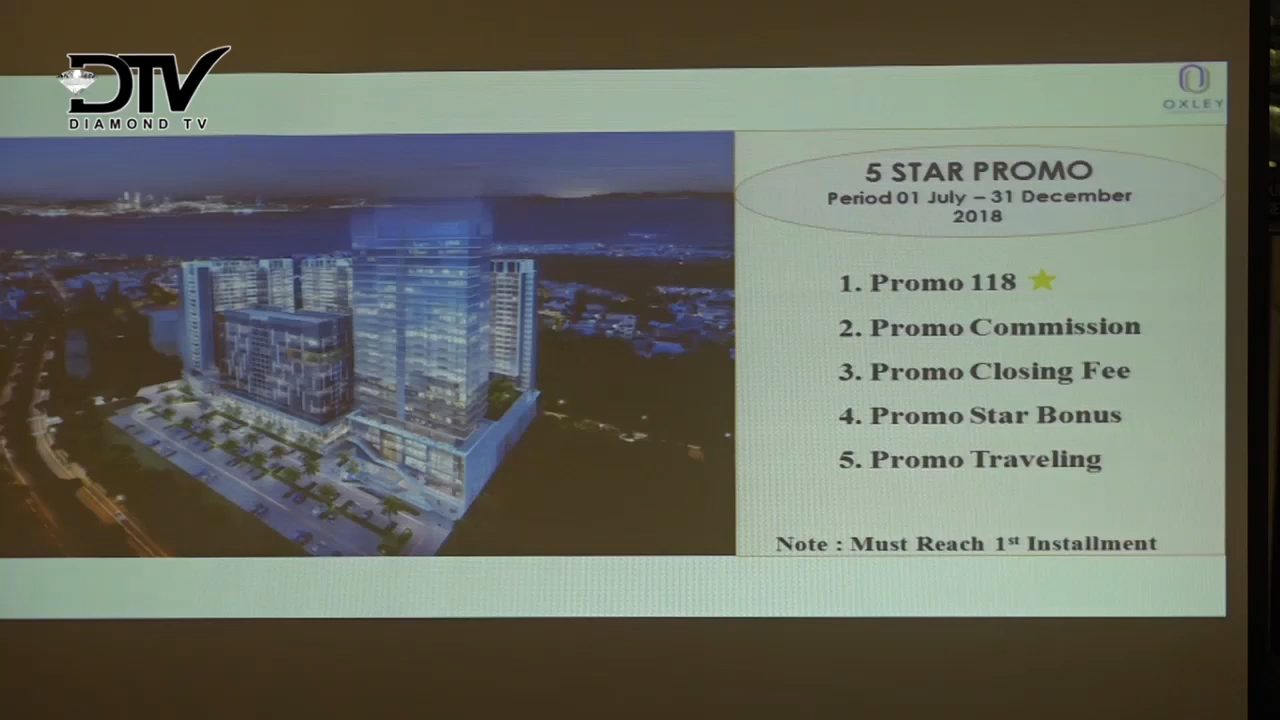 DTV
DIAMOND TV
OXLEY
5 STAR PROMO
Period 01 July – 31 December
2018
1. Promo 118
2. Promo Commission
3. Promo Closing Fee
4. Promo Star Bonus
5. Promo Traveling
Note : Must Reach 1st Installment